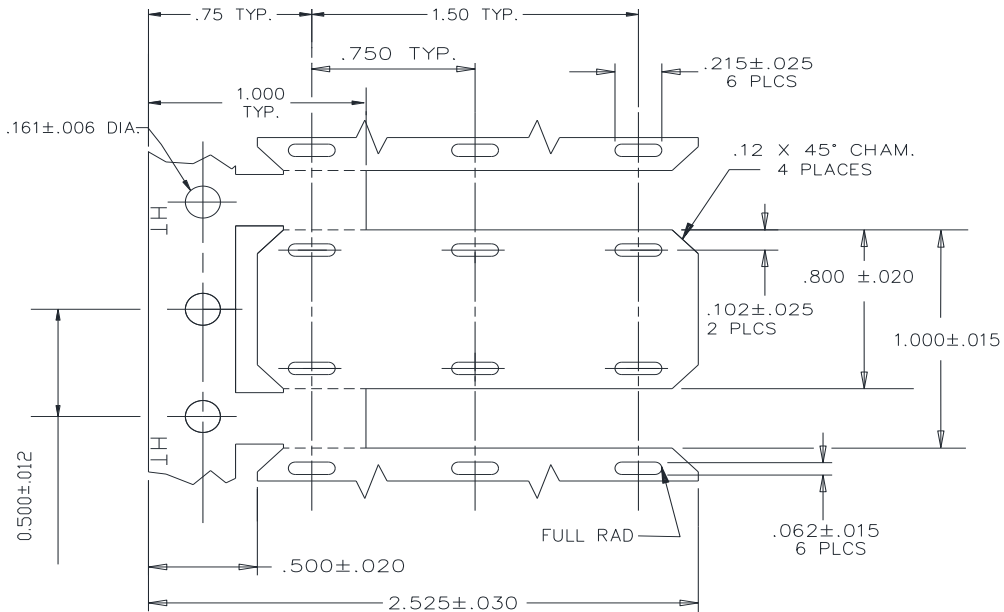 .75 TYP.
1.50 TYP.
.750 TYP.
.215±.025
6 PLCS
1.000
TYP.
.161±.006 DIA.
.12 X 45° CHAM.
4 PLACES
HT
.800 ±.020
.102±.025
2 PLCS
1.000±.015
HT
0.500±.012
FULL RAD
.062±.015
6 PLCS
.500±.020
2.525±.030